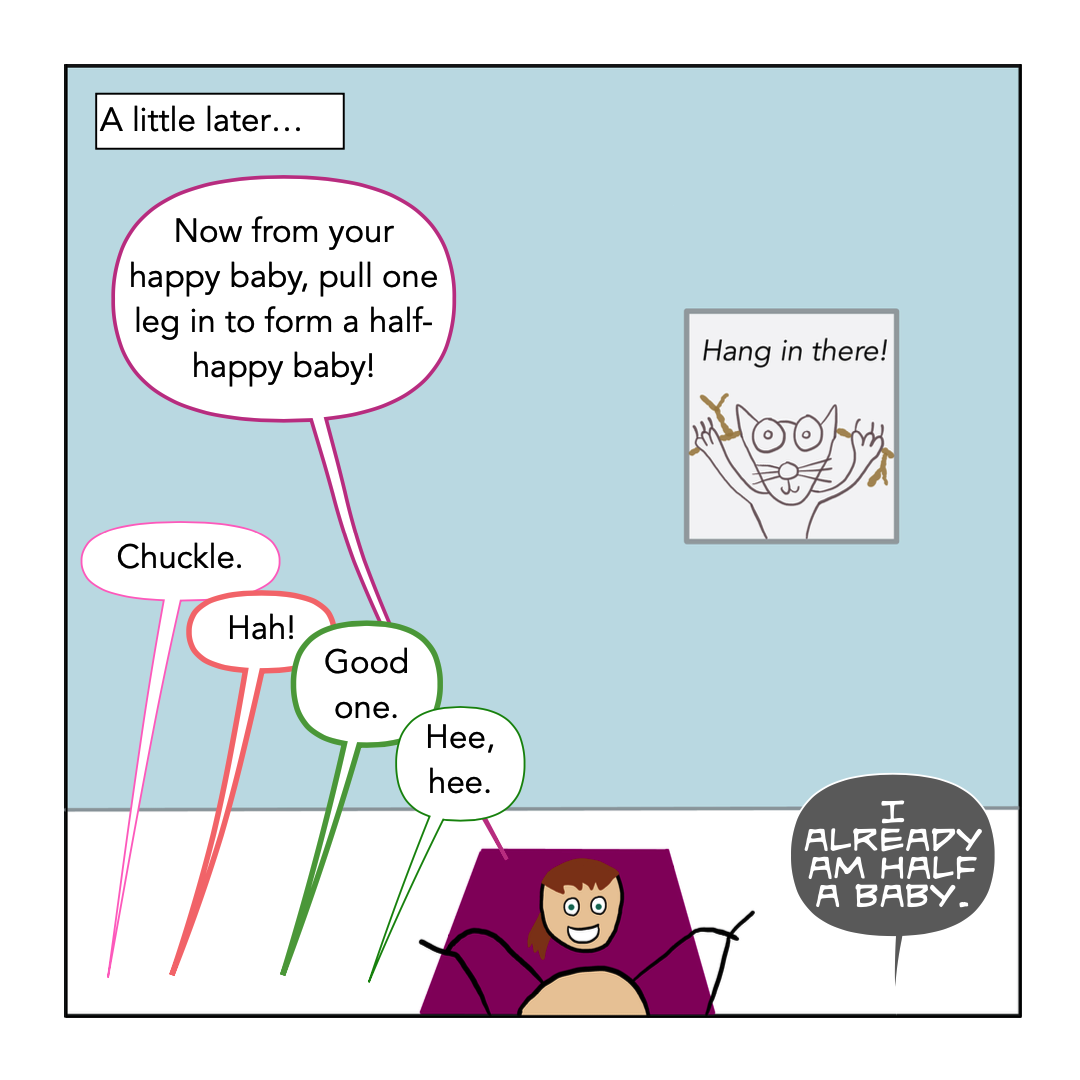 A little later…
Now from your
happy baby, pull one
leg in to form a half-
happy baby!
Hang in there!
Chuckle.
Hah!
Good
one.
Hee,
hee.
I
ALREADY
AM HALF
A BABY.